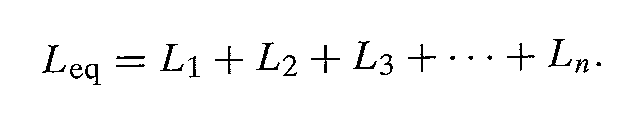 L_eq = L_1 + L_2 + L_3 + ··· + L_n.